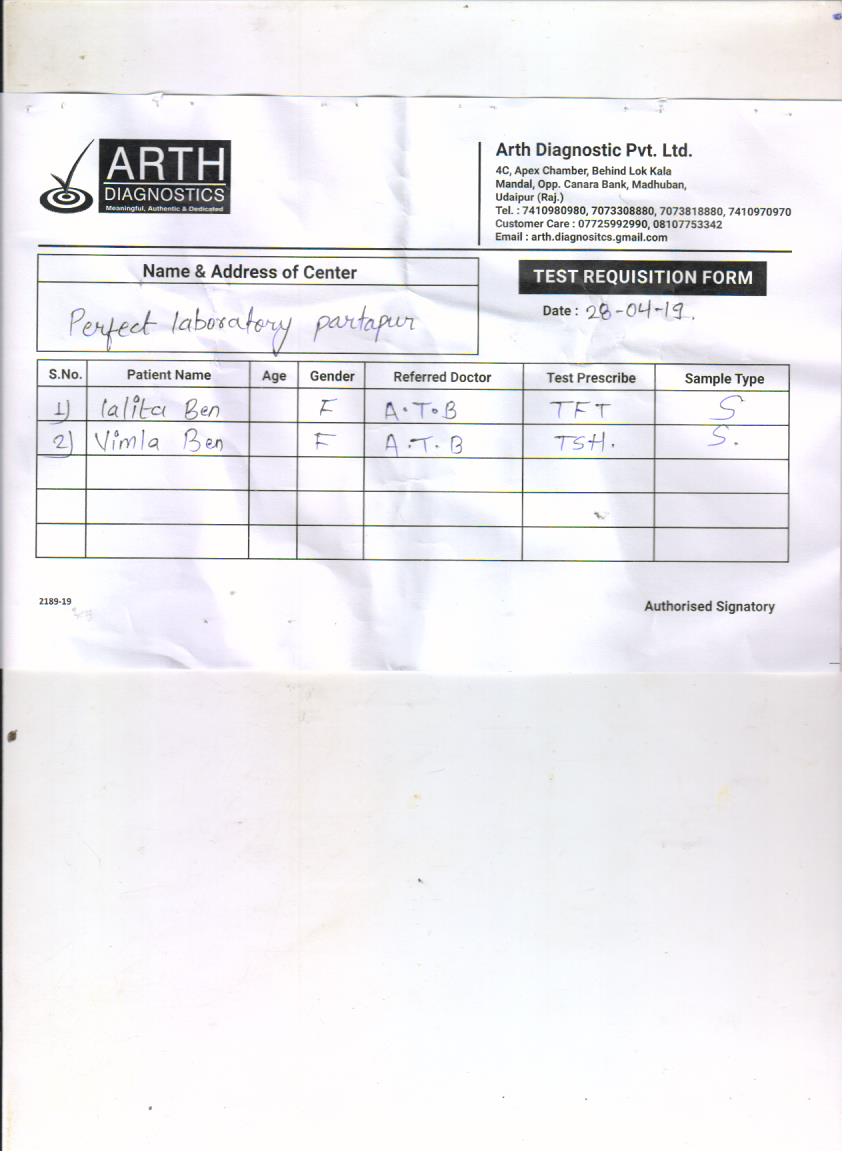 ARTH
DIAGNOSTICS
Meaningful, Authentic & Dedicated
Arth Diagnostic Pvt. Ltd.
4C, Apex Chamber, Behind Lok Kala
Mandal, Opp. Canara Bank, Madhuban,
Udaipur (Raj.)
Tel. : 7410980980, 7073308880, 7073818880, 7410970970
Customer Care : 07725992990, 08107753342
Email : arth.diagnositcs.gmail.com
Name & Address of Center
Perfect laboratory partapur
TEST REQUISITION FORM
Date : 28-04-19.
S.No. Patient Name Age Gender Referred Doctor Test Prescribe Sample Type
1) lalita Ben F A.T.B TFT S
2) Vimla Ben F A.T.B TSH. S.
2189-19
Authorised Signatory